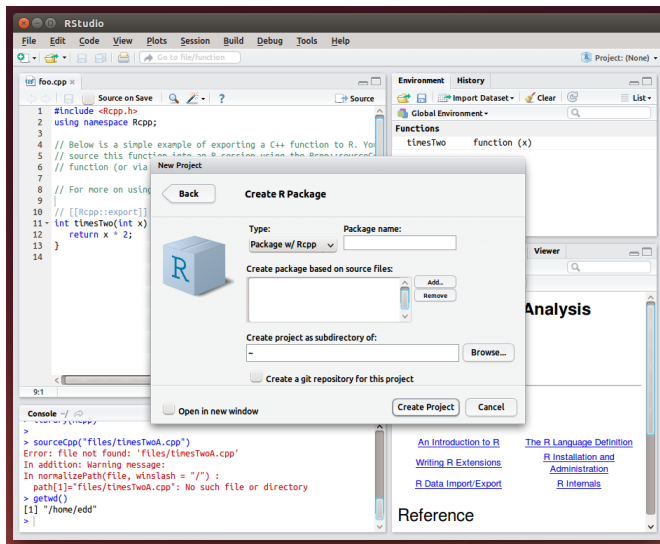 RStudio
File Edit Code View Plots Session Build Debug Tools Help
Go to file/function
Project: (None)
foo.cpp
Source on Save
Source
1 #include <Rcpp.h>
2 using namespace Rcpp;
3
4 // Below is a simple example of exporting a C++ function to R. You
5 // source this function into an R session using the Rcpp::sourceC
6 // function (or via
7
8 // For more on using
9
10 // [[Rcpp::export]]
11 int timesTwo(int x)
12 return x * 2;
13 }
14
9:1
Environment History
Import Dataset Clear List
Global Environment
Functions
timesTwo function (x)
New Project
Back
Create R Package
Type: Package name:
Package w/ Rcpp
R
Create package based on source files:
Add...
Remove
Create project as subdirectory of:
~
Browse...
Create a git repository for this project
Open in new window
Create Project
Cancel
Viewer
Analysis
An Introduction to R The R Language Definition
Writing R Extensions R Installation and Administration
R Data Import/Export R Internals
Reference
Console ~/
>
> sourceCpp("files/timesTwoA.cpp")
Error: file not found: 'files/timesTwoA.cpp'
In addition: Warning message:
In normalizePath(file, winslash = "/") :
path[1]="files/timesTwoA.cpp": No such file or directory
> getwd()
[1] "/home/edd"
>